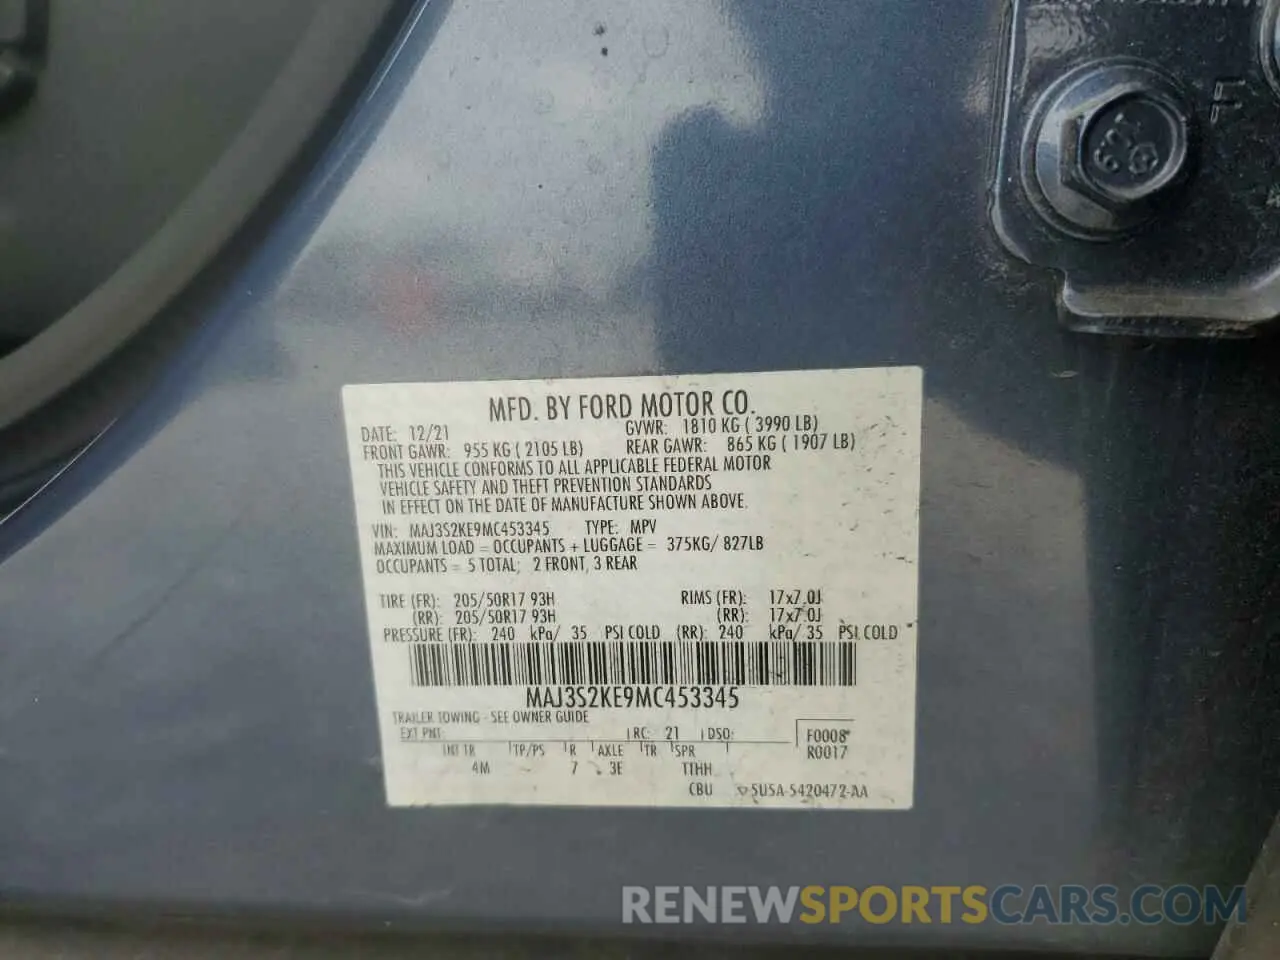 MFD. BY FORD MOTOR CO.
DATE: 12/21 GVWR: 1810 KG ( 3990 LB)
FRONT GAWR: 955 KG ( 2105 LB) REAR GAWR: 865 KG ( 1907 LB)
THIS VEHICLE CONFORMS TO ALL APPLICABLE FEDERAL MOTOR
VEHICLE SAFETY AND THEFT PREVENTION STANDARDS
IN EFFECT ON THE DATE OF MANUFACTURE SHOWN ABOVE.
VIN: MAJ3S2KE9MC453345 TYPE: MPV
MAXIMUM LOAD = OCCUPANTS + LUGGAGE = 375KG/ 827LB
OCCUPANTS = 5 TOTAL; 2 FRONT, 3 REAR
TIRE (FR): 205/50R17 93H RIMS (FR): 17x7.0J
(RR): 205/50R17 93H (RR): 17x7.0J
PRESSURE (FR): 240 kPa/ 35 PSI COLD (RR): 240 kPa/ 35 PSI COLD
MAJ3S2KE9MC453345
TRAILER TOWING - SEE OWNER GUIDE
EXT PNT: RC: 21 DSO: F0008
INT TR TP/PS R AXLE TR SPR R0017
4M 7 3E TTHH
CBU 5U5A-5420472-AA
RENEWSPORTSCARS.COM